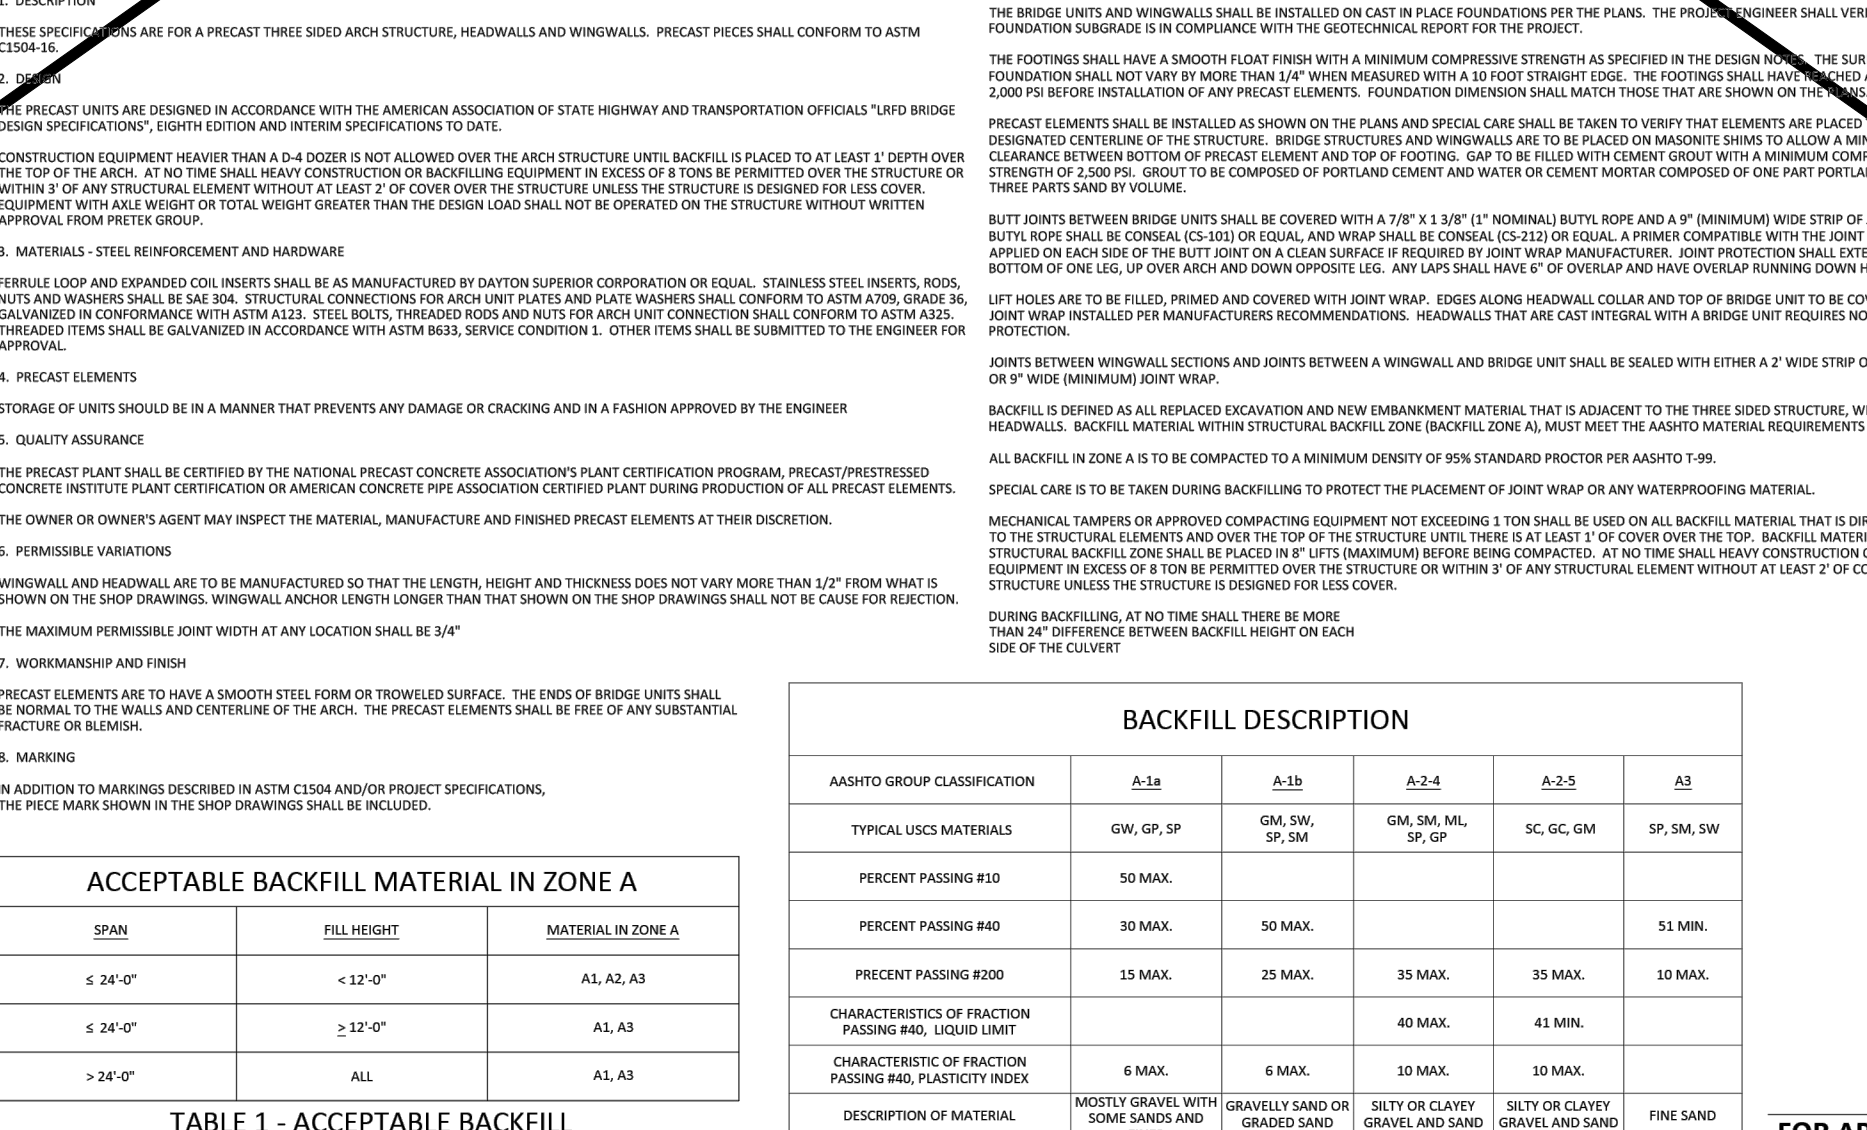 1. DESCRIPTION
THESE SPECIFICATIONS ARE FOR A PRECAST THREE SIDED ARCH STRUCTURE, HEADWALLS AND WINGWALLS. PRECAST PIECES SHALL CONFORM TO ASTM
C1504-16.
2. DESIGN
THE PRECAST UNITS ARE DESIGNED IN ACCORDANCE WITH THE AMERICAN ASSOCIATION OF STATE HIGHWAY AND TRANSPORTATION OFFICIALS "LRFD BRIDGE
DESIGN SPECIFICATIONS", EIGHTH EDITION AND INTERIM SPECIFICATIONS TO DATE.
CONSTRUCTION EQUIPMENT HEAVIER THAN A D-4 DOZER IS NOT ALLOWED OVER THE ARCH STRUCTURE UNTIL BACKFILL IS PLACED TO AT LEAST 1' DEPTH OVER
THE TOP OF THE ARCH. AT NO TIME SHALL HEAVY CONSTRUCTION OR BACKFILLING EQUIPMENT IN EXCESS OF 8 TONS BE PERMITTED OVER THE STRUCTURE OR
WITHIN 3' OF ANY STRUCTURAL ELEMENT WITHOUT AT LEAST 2' OF COVER OVER THE STRUCTURE UNLESS THE STRUCTURE IS DESIGNED FOR LESS COVER.
EQUIPMENT WITH AXLE WEIGHT OR TOTAL WEIGHT GREATER THAN THE DESIGN LOAD SHALL NOT BE OPERATED ON THE STRUCTURE WITHOUT WRITTEN
APPROVAL FROM PRETEK GROUP.
3. MATERIALS - STEEL REINFORCEMENT AND HARDWARE
FERRULE LOOP AND EXPANDED COIL INSERTS SHALL BE AS MANUFACTURED BY DAYTON SUPERIOR CORPORATION OR EQUAL. STAINLESS STEEL INSERTS, RODS,
NUTS AND WASHERS SHALL BE SAE 304. STRUCTURAL CONNECTIONS FOR ARCH UNIT PLATES AND PLATE WASHERS SHALL CONFORM TO ASTM A709, GRADE 36,
GALVANIZED IN CONFORMANCE WITH ASTM A123. STEEL BOLTS, THREADED RODS AND NUTS FOR ARCH UNIT CONNECTION SHALL CONFORM TO ASTM A325.
THREADED ITEMS SHALL BE GALVANIZED IN ACCORDANCE WITH ASTM B633, SERVICE CONDITION 1. OTHER ITEMS SHALL BE SUBMITTED TO THE ENGINEER FOR
APPROVAL.
4. PRECAST ELEMENTS
STORAGE OF UNITS SHOULD BE IN A MANNER THAT PREVENTS ANY DAMAGE OR CRACKING AND IN A FASHION APPROVED BY THE ENGINEER
5. QUALITY ASSURANCE
THE PRECAST PLANT SHALL BE CERTIFIED BY THE NATIONAL PRECAST CONCRETE ASSOCIATION'S PLANT CERTIFICATION PROGRAM, PRECAST/PRESTRESSED
CONCRETE INSTITUTE PLANT CERTIFICATION OR AMERICAN CONCRETE PIPE ASSOCIATION CERTIFIED PLANT DURING PRODUCTION OF ALL PRECAST ELEMENTS.
THE OWNER OR OWNER'S AGENT MAY INSPECT THE MATERIAL, MANUFACTURE AND FINISHED PRECAST ELEMENTS AT THEIR DISCRETION.
6. PERMISSIBLE VARIATIONS
WINGWALL AND HEADWALL ARE TO BE MANUFACTURED SO THAT THE LENGTH, HEIGHT AND THICKNESS DOES NOT VARY MORE THAN 1/2" FROM WHAT IS
SHOWN ON THE SHOP DRAWINGS. WINGWALL ANCHOR LENGTH LONGER THAN THAT SHOWN ON THE SHOP DRAWINGS SHALL NOT BE CAUSE FOR REJECTION.
THE MAXIMUM PERMISSIBLE JOINT WIDTH AT ANY LOCATION SHALL BE 3/4"
7. WORKMANSHIP AND FINISH
PRECAST ELEMENTS ARE TO HAVE A SMOOTH STEEL FORM OR TROWELED SURFACE. THE ENDS OF BRIDGE UNITS SHALL
BE NORMAL TO THE WALLS AND CENTERLINE OF THE ARCH. THE PRECAST ELEMENTS SHALL BE FREE OF ANY SUBSTANTIAL
FRACTURE OR BLEMISH.
8. MARKING
IN ADDITION TO MARKINGS DESCRIBED IN ASTM C1504 AND/OR PROJECT SPECIFICATIONS,
THE PIECE MARK SHOWN IN THE SHOP DRAWINGS SHALL BE INCLUDED.
ACCEPTABLE BACKFILL MATERIAL IN ZONE A
SPAN FILL HEIGHT MATERIAL IN ZONE A
≤ 24'-0" < 12'-0" A1, A2, A3
≤ 24'-0" ≥ 12'-0" A1, A3
> 24'-0" ALL A1, A3
TABLE 1 - ACCEPTABLE BACKFILL
THE BRIDGE UNITS AND WINGWALLS SHALL BE INSTALLED ON CAST IN PLACE FOUNDATIONS PER THE PLANS. THE PROJECT ENGINEER SHALL
FOUNDATION SUBGRADE IS IN COMPLIANCE WITH THE GEOTECHNICAL REPORT FOR THE PROJECT.
THE FOOTINGS SHALL HAVE A SMOOTH FLOAT FINISH WITH A MINIMUM COMPRESSIVE STRENGTH AS SPECIFIED IN THE DESIGN NOTES. THE
FOUNDATION SHALL NOT VARY BY MORE THAN 1/4" WHEN MEASURED WITH A 10 FOOT STRAIGHT EDGE. THE FOOTINGS SHALL HAVE REACHED
2,000 PSI BEFORE INSTALLATION OF ANY PRECAST ELEMENTS. FOUNDATION DIMENSION SHALL MATCH THOSE THAT ARE SHOWN ON THE PLANS.
PRECAST ELEMENTS SHALL BE INSTALLED AS SHOWN ON THE PLANS AND SPECIAL CARE SHALL BE TAKEN TO VERIFY THAT ELEMENTS ARE PLACED
DESIGNATED CENTERLINE OF THE STRUCTURE. BRIDGE STRUCTURES AND WINGWALLS ARE TO BE PLACED ON MASONITE SHIMS TO ALLOW A
CLEARANCE BETWEEN BOTTOM OF PRECAST ELEMENT AND TOP OF FOOTING. GAP TO BE FILLED WITH CEMENT GROUT WITH A MINIMUM
STRENGTH OF 2,500 PSI. GROUT TO BE COMPOSED OF PORTLAND CEMENT AND WATER OR CEMENT MORTAR COMPOSED OF ONE PART
THREE PARTS SAND BY VOLUME.
BUTT JOINTS BETWEEN BRIDGE UNITS SHALL BE COVERED WITH A 7/8" X 1 3/8" (1" NOMINAL) BUTYL ROPE AND A 9" (MINIMUM) WIDE STRIP OF
BUTYL ROPE SHALL BE CONSEAL (CS-101) OR EQUAL, AND WRAP SHALL BE CONSEAL (CS-212) OR EQUAL. A PRIMER COMPATIBLE WITH THE JOINT
APPLIED ON EACH SIDE OF THE BUTT JOINT ON A CLEAN SURFACE IF REQUIRED BY JOINT WRAP MANUFACTURER. JOINT PROTECTION SHALL
BOTTOM OF ONE LEG, UP OVER ARCH AND DOWN OPPOSITE LEG. ANY LAPS SHALL HAVE 6" OF OVERLAP AND HAVE OVERLAP RUNNING DOWN
LIFT HOLES ARE TO BE FILLED, PRIMED AND COVERED WITH JOINT WRAP. EDGES ALONG HEADWALL COLLAR AND TOP OF BRIDGE UNIT TO BE
JOINT WRAP INSTALLED PER MANUFACTURERS RECOMMENDATIONS. HEADWALLS THAT ARE CAST INTEGRAL WITH A BRIDGE UNIT REQUIRES NO
PROTECTION.
JOINTS BETWEEN WINGWALL SECTIONS AND JOINTS BETWEEN A WINGWALL AND BRIDGE UNIT SHALL BE SEALED WITH EITHER A 2' WIDE STRIP
OR 9" WIDE (MINIMUM) JOINT WRAP.
BACKFILL IS DEFINED AS ALL REPLACED EXCAVATION AND NEW EMBANKMENT MATERIAL THAT IS ADJACENT TO THE THREE SIDED STRUCTURE,
HEADWALLS. BACKFILL MATERIAL WITHIN STRUCTURAL BACKFILL ZONE (BACKFILL ZONE A), MUST MEET THE AASHTO MATERIAL REQUIREMENTS
ALL BACKFILL IN ZONE A IS TO BE COMPACTED TO A MINIMUM DENSITY OF 95% STANDARD PROCTOR PER AASHTO T-99.
SPECIAL CARE IS TO BE TAKEN DURING BACKFILLING TO PROTECT THE PLACEMENT OF JOINT WRAP OR ANY WATERPROOFING MATERIAL.
MECHANICAL TAMPERS OR APPROVED COMPACTING EQUIPMENT NOT EXCEEDING 1 TON SHALL BE USED ON ALL BACKFILL MATERIAL THAT IS
TO THE STRUCTURAL ELEMENTS AND OVER THE TOP OF THE STRUCTURE UNTIL THERE IS AT LEAST 1' OF COVER OVER THE TOP. BACKFILL
STRUCTURAL BACKFILL ZONE SHALL BE PLACED IN 8" LIFTS (MAXIMUM) BEFORE BEING COMPACTED. AT NO TIME SHALL HEAVY CONSTRUCTION
EQUIPMENT IN EXCESS OF 8 TON BE PERMITTED OVER THE STRUCTURE OR WITHIN 3' OF ANY STRUCTURAL ELEMENT WITHOUT AT LEAST 2' OF
STRUCTURE UNLESS THE STRUCTURE IS DESIGNED FOR LESS COVER.
DURING BACKFILLING, AT NO TIME SHALL THERE BE MORE
THAN 24" DIFFERENCE BETWEEN BACKFILL HEIGHT ON EACH
SIDE OF THE CULVERT
BACKFILL DESCRIPTION
AASHTO GROUP CLASSIFICATION A-1a A-1b A-2-4 A-2-5 A3
TYPICAL USCS MATERIALS GW, GP, SP GM, SW, SP, SM GM, SM, ML, SP, GP SC, GC, GM SP, SM, SW
PERCENT PASSING #10 50 MAX.
PERCENT PASSING #40 30 MAX. 50 MAX. 51 MIN.
PRECENT PASSING #200 15 MAX. 25 MAX. 35 MAX. 35 MAX. 10 MAX.
CHARACTERISTICS OF FRACTION
PASSING #40, LIQUID LIMIT 40 MAX. 41 MIN.
CHARACTERISTIC OF FRACTION
PASSING #40, PLASTICITY INDEX 6 MAX. 6 MAX. 10 MAX. 10 MAX.
DESCRIPTION OF MATERIAL MOSTLY GRAVEL WITH SOME SANDS AND GRAVELLY SAND OR GRADED SAND SILTY OR CLAYEY GRAVEL AND SAND SILTY OR CLAYEY GRAVEL AND SAND FINE SAND
FOR